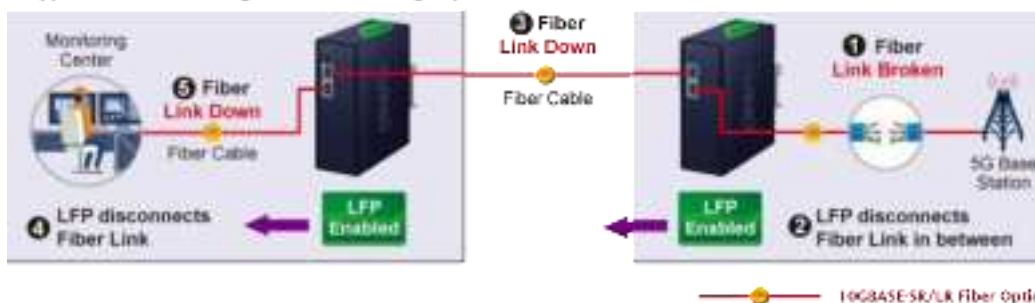 Monitoring
Center
❺ Fiber
Link Down
Fiber Cable
❹ LFP disconnects
Fiber Link
LFP
Enabled
❸ Fiber
Link Down
Fiber Cable
❶ Fiber
Link Broken
5G Base
Station
LFP
Enabled
❷ LFP disconnects
Fiber Link in between
10GBASE-SR/LR Fiber Opti